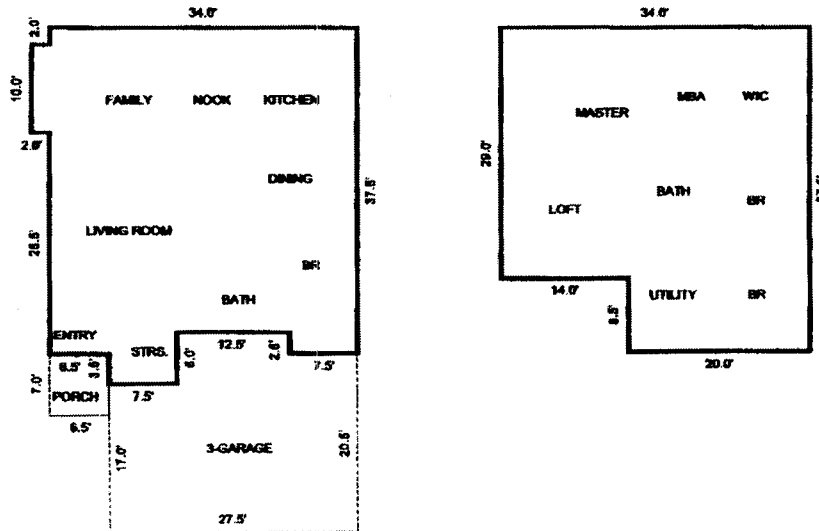 34.0'
2.0'
10.0'
FAMILY
NOOK
KITCHEN
2.0'
DINING
37.5'
LIVING ROOM
25.5'
BR
BATH
ENTRY
STRS.
12.5'
6.5'
3.5'
6.0'
2.5'
7.5'
7.0'
PORCH
7.5'
6.5'
17.0'
3-GARAGE
20.5'
27.5'
34.0'
MASTER
MBA
WIC
29.0'
BATH
LOFT
BR
14.0'
8.5'
UTILITY
BR
20.0'